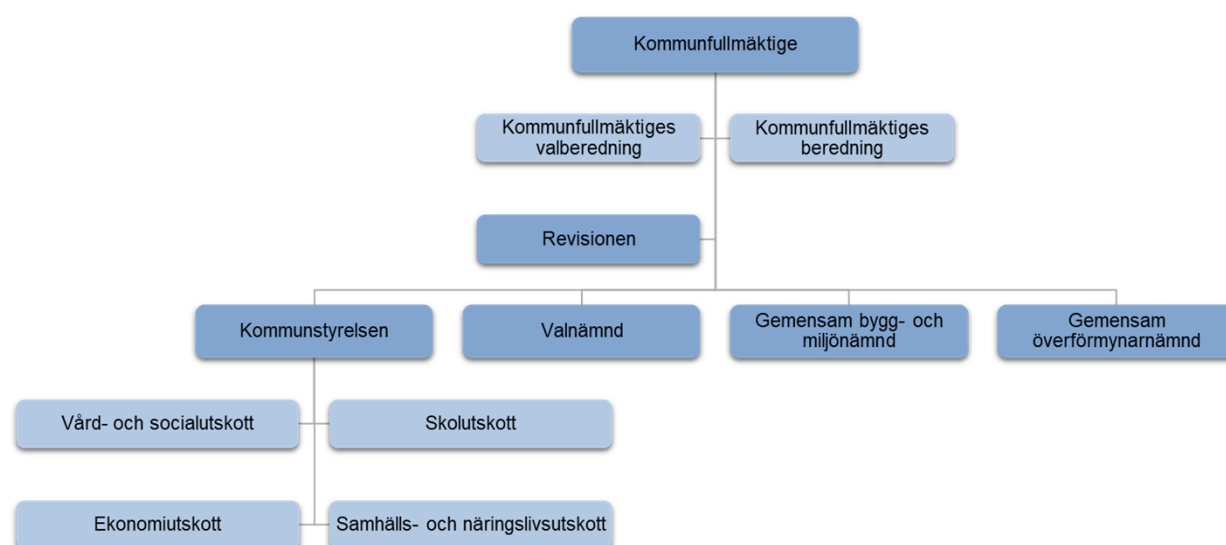 Kommunfullmäktige
Kommunfullmäktiges
valberedning
Kommunfullmäktiges
beredning
Revisionen
Kommunstyrelsen
Valnämnd
Gemensam bygg- och
miljönämnd
Gemensam
överförmynarnämnd
Vård- och socialutskott
Skolutskott
Ekonomiutskott
Samhälls- och näringslivsutskott